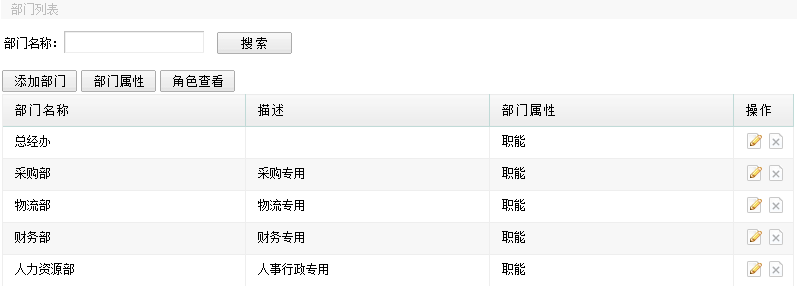 部门列表
部门名称： 搜索
添加部门 部门属性 角色查看
部门名称 描述 部门属性 操作
总经办 职能
采购部 采购专用 职能
物流部 物流专用 职能
财务部 财务专用 职能
人力资源部 人事行政专用 职能